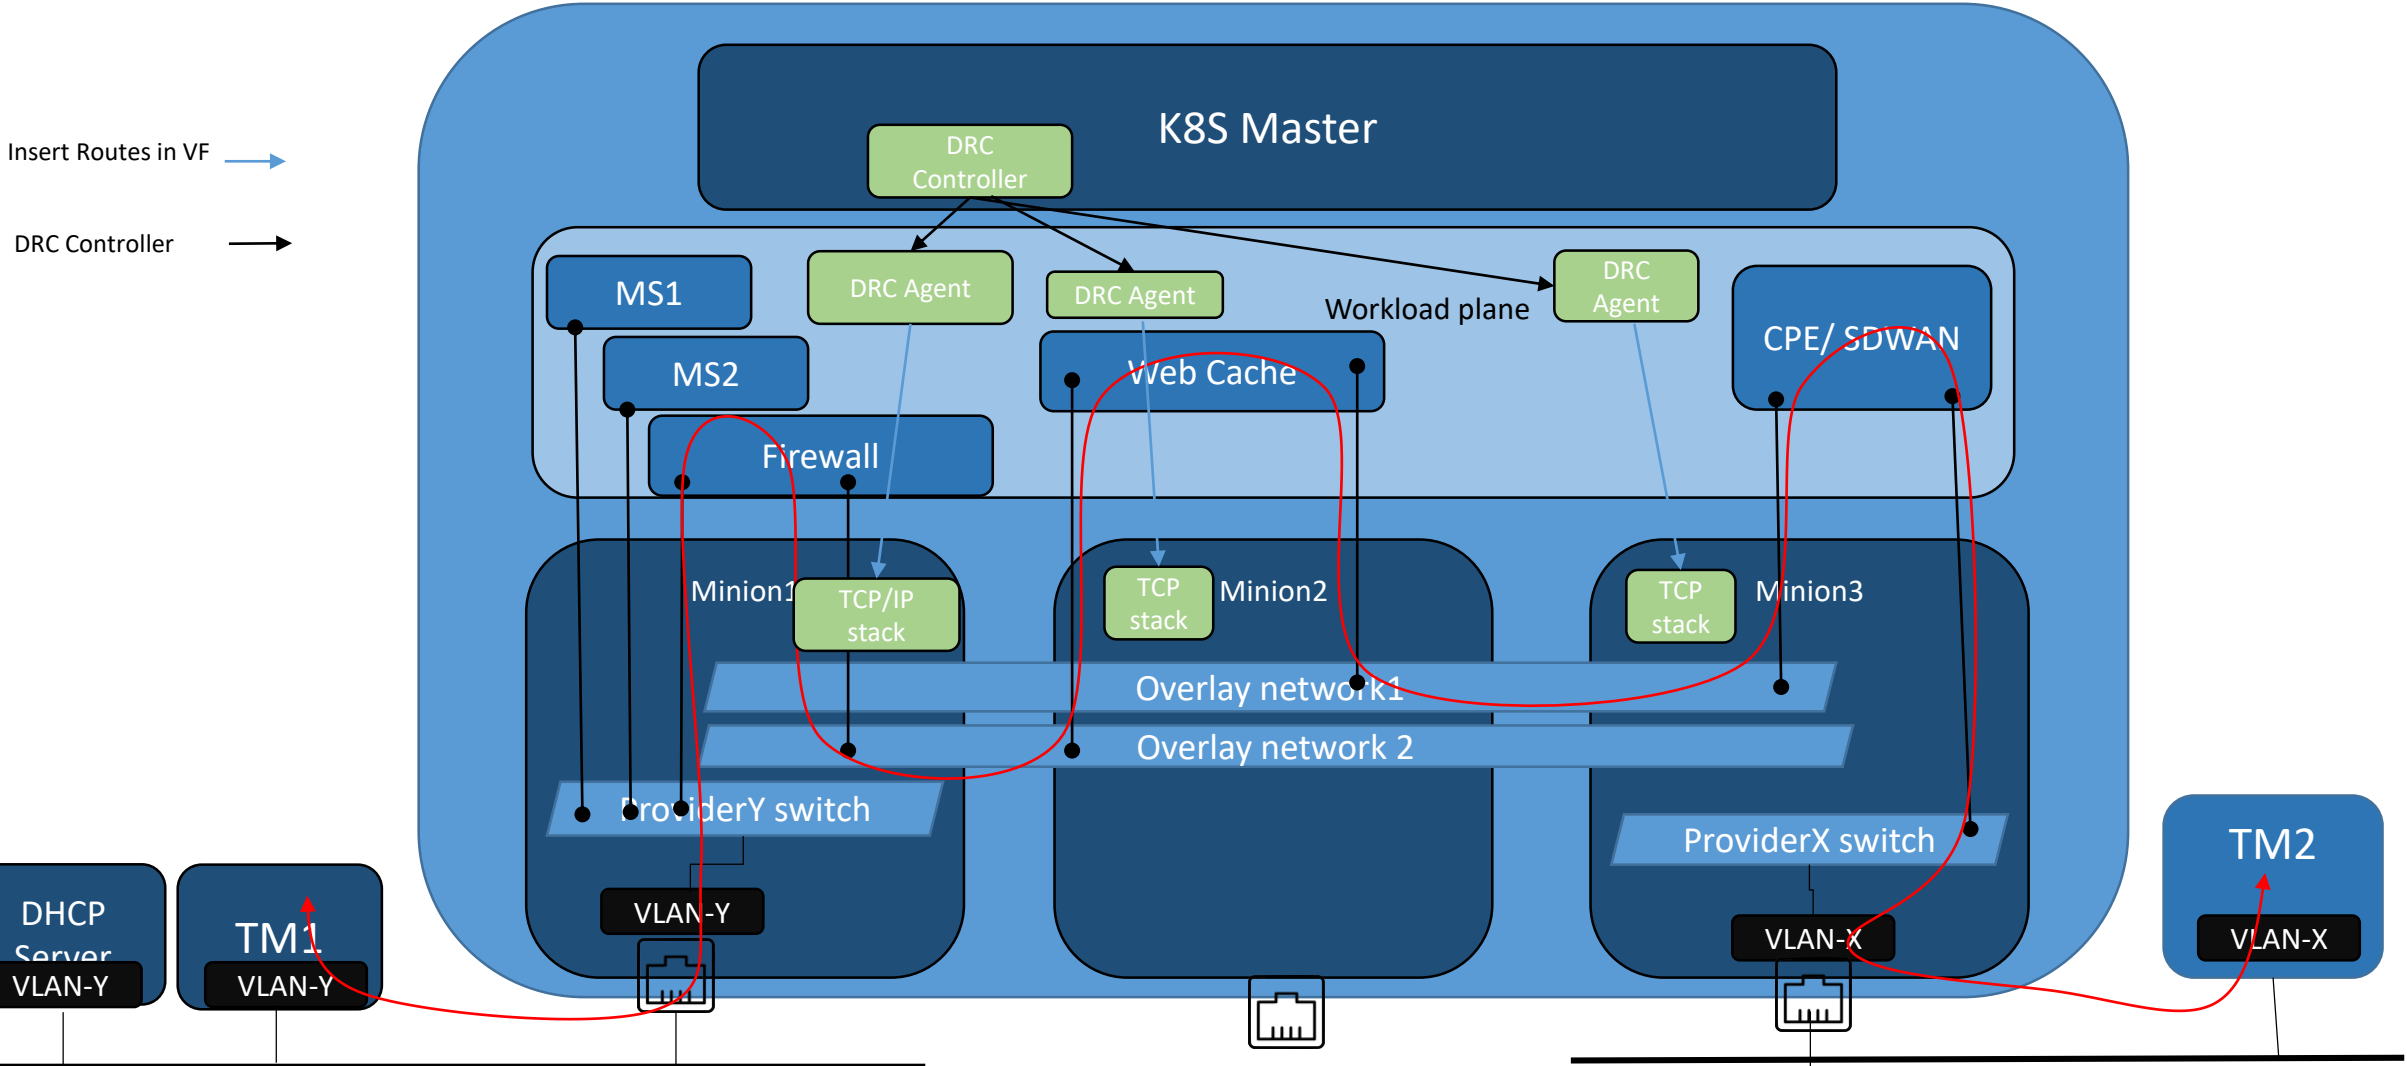 K8S Master
DRC
Controller
Insert Routes in VF
DRC Controller
MS1
DRC Agent
DRC Agent
DRC
Agent
Workload plane
MS2
Web Cache
CPE/ SDWAN
Firewall
Minion1
TCP/IP
stack
TCP
stack
Minion2
TCP
stack
Minion3
Overlay network1
Overlay network 2
ProviderY switch
ProviderX switch
DHCP
Server
VLAN-Y
TM1
VLAN-Y
VLAN-Y
VLAN-X
TM2
VLAN-X